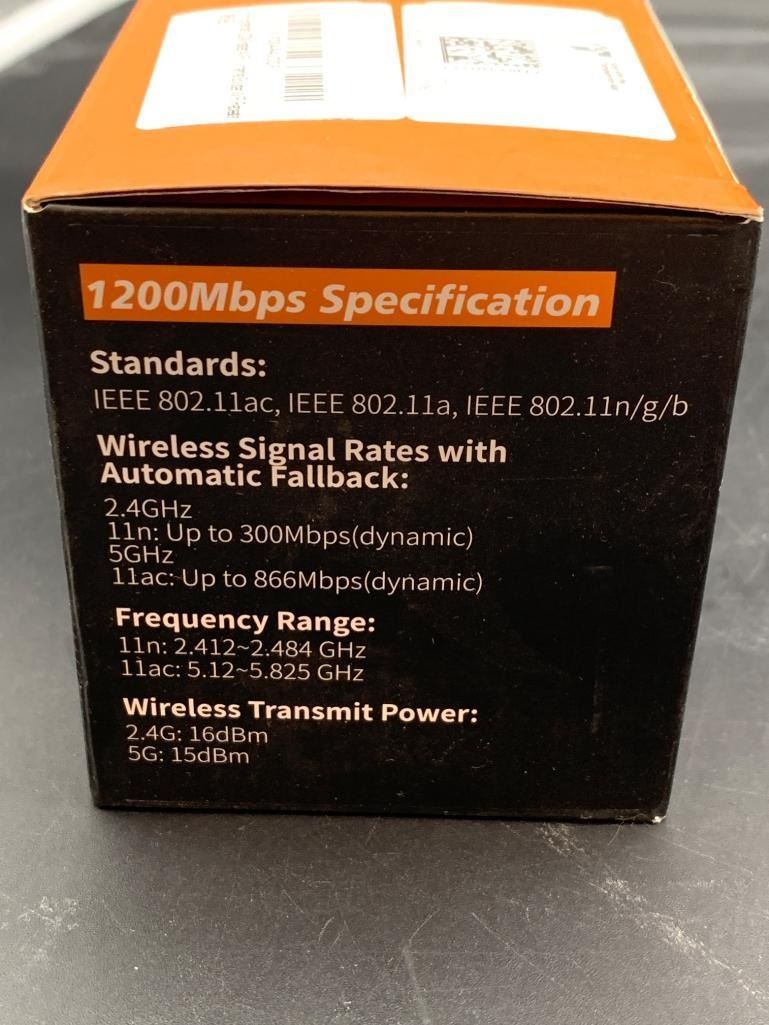 1200Mbps Specification
Standards:
IEEE 802.11ac, IEEE 802.11a, IEEE 802.11n/g/b
Wireless Signal Rates with
Automatic Fallback:
2.4GHz
11n: Up to 300Mbps(dynamic)
5GHz
11ac: Up to 866Mbps(dynamic)
Frequency Range:
11n: 2.412~2.484 GHz
11ac: 5.12~5.825 GHz
Wireless Transmit Power:
2.4G: 16dBm
5G: 15dBm